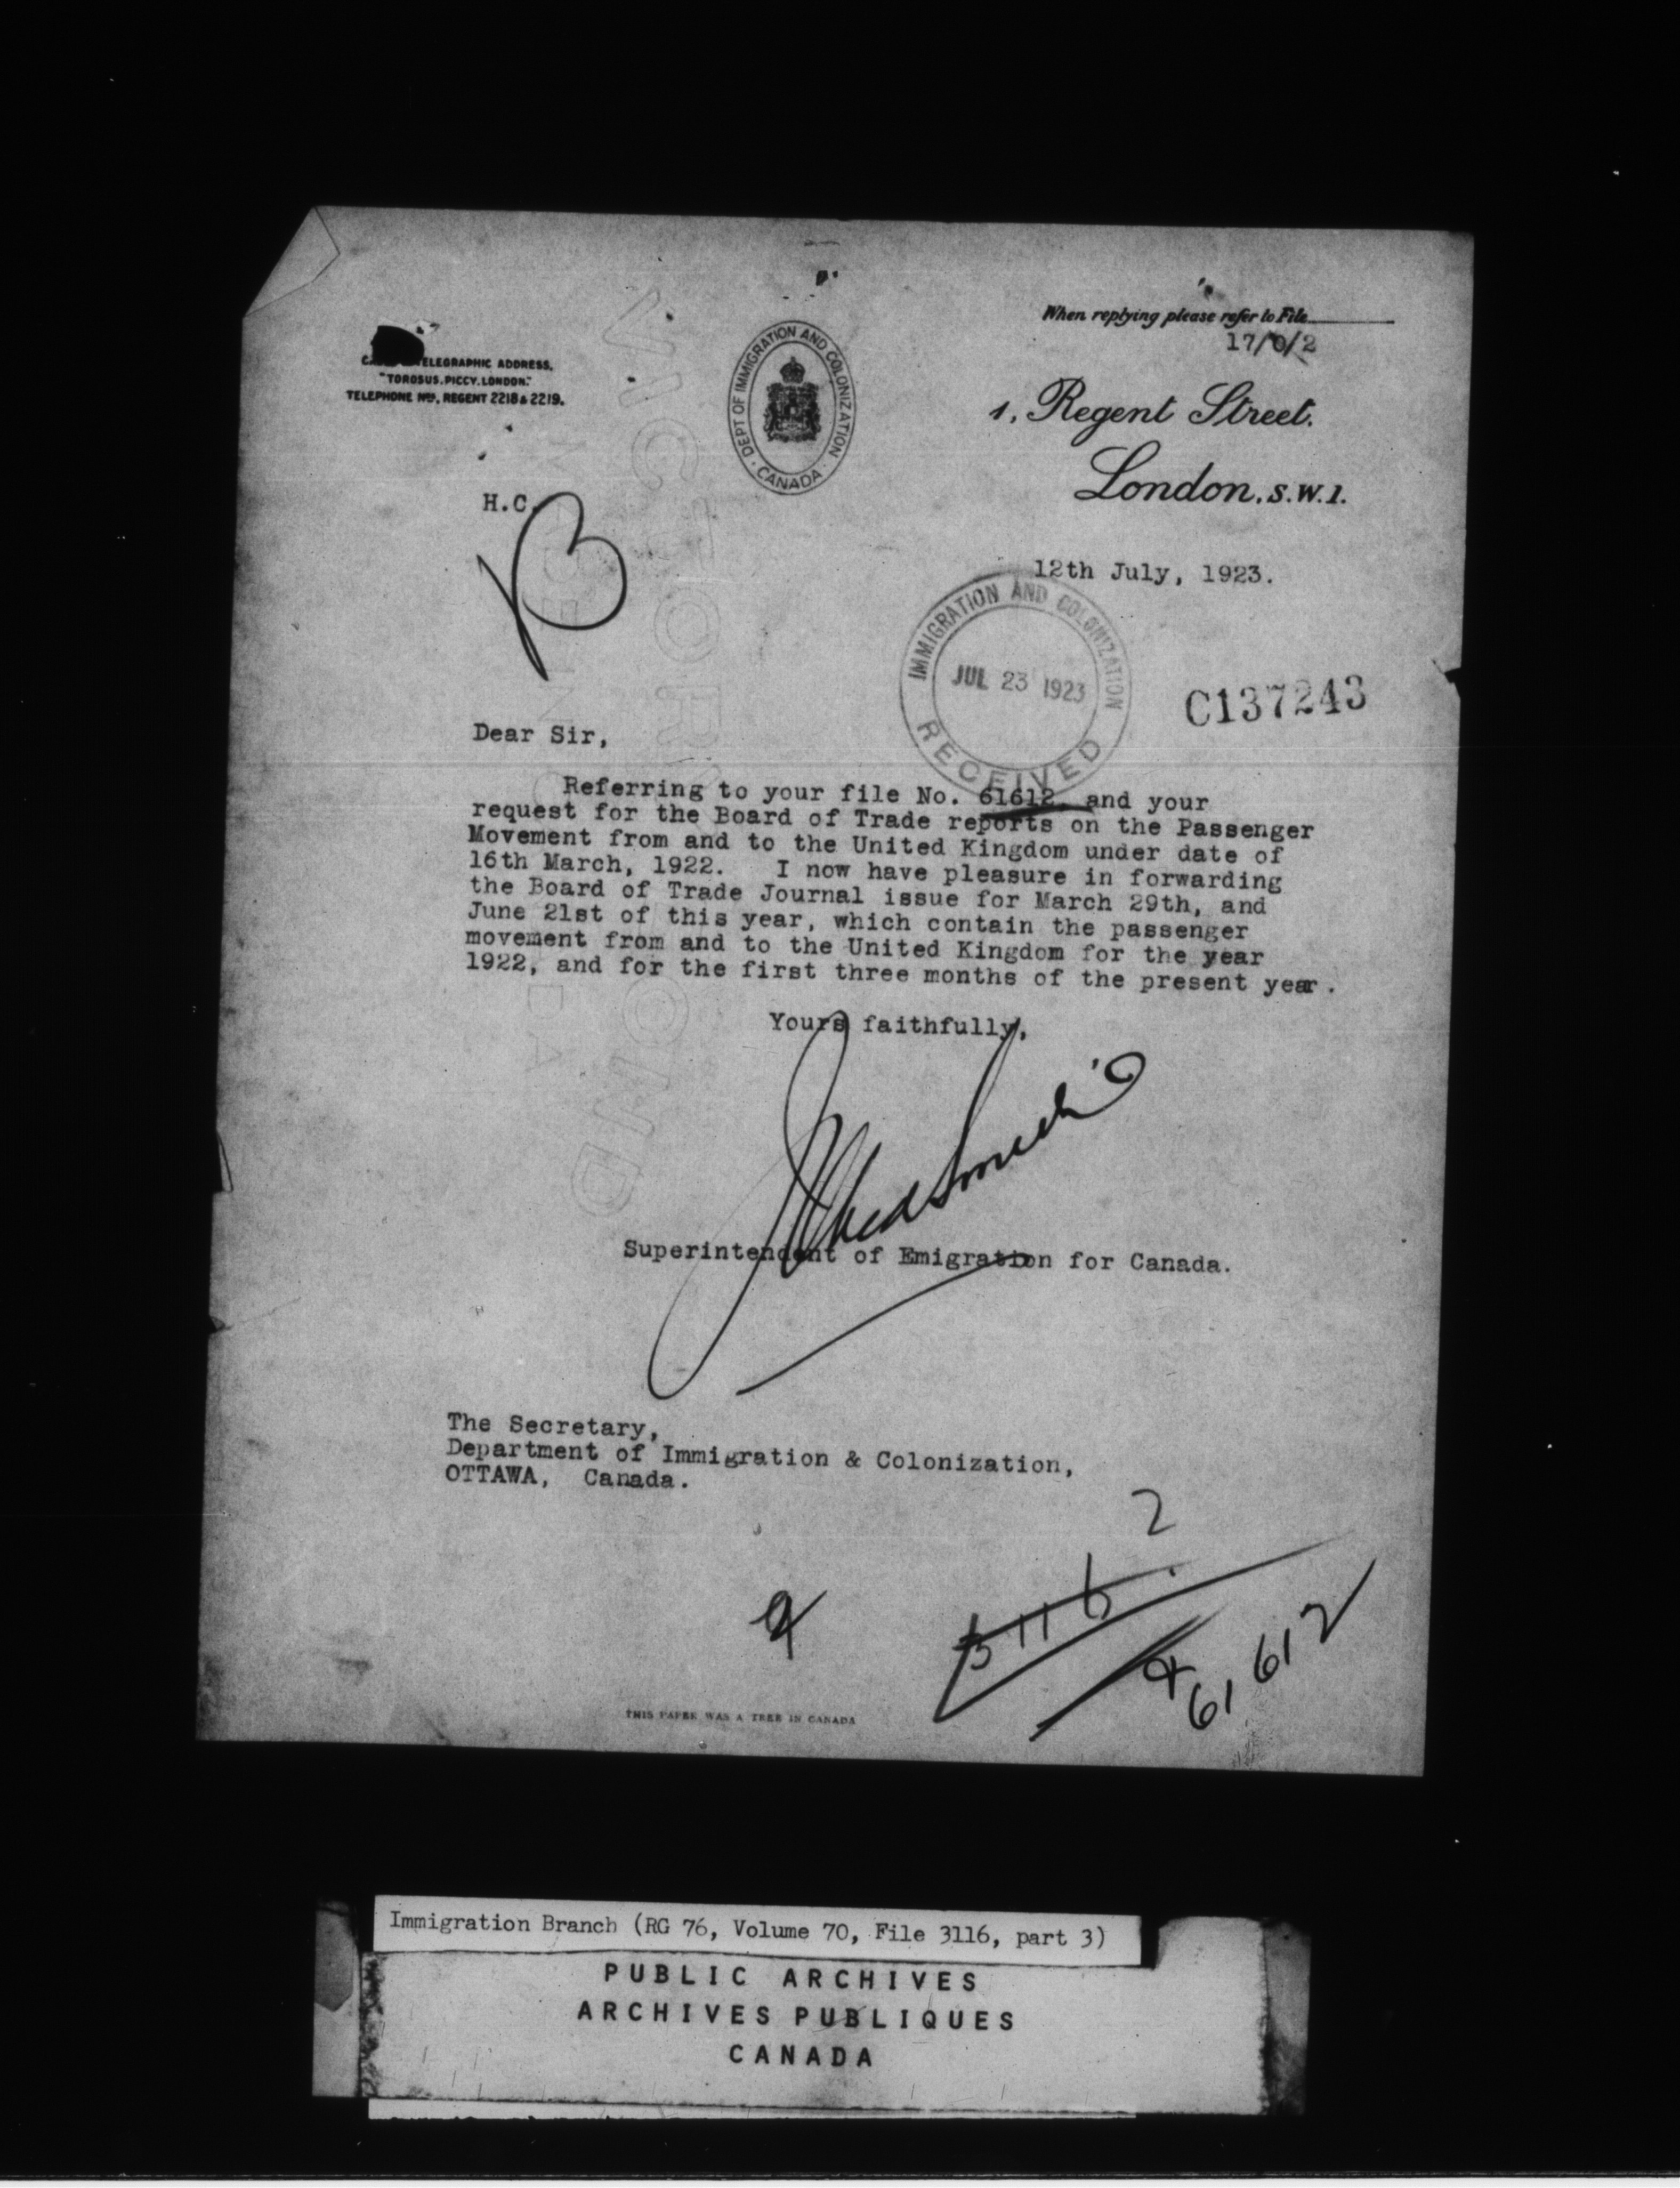 When replying please refer to File
17/0/2
TELEGRAPHIC ADDRESS,
"TOROSUS. PICCY. LONDON."
TELEPHONE Nos. REGENT 2218 & 2219.
DEPT OF IMMIGRATION AND COLONIZATION
CANADA
1, Regent Street.
London. S.W.1.
H.C.
B
12th July, 1923.
IMMIGRATION AND COLONIZATION
JUL 23 1923
RECEIVED
C137243
Dear Sir,
Referring to your file No. 61612, and your
request for the Board of Trade reports on the Passenger
Movement from and to the United Kingdom under date of
16th March, 1922. I now have pleasure in forwarding
the Board of Trade Journal issue for March 29th, and
June 21st of this year, which contain the passenger
movement from and to the United Kingdom for the year
1922, and for the first three months of the present year.
Yours faithfully,
Superintendent of Emigration for Canada.
The Secretary,
Department of Immigration & Colonization,
OTTAWA, Canada.
2
61,612
THIS PAPER WAS A TREE IN CANADA
Immigration Branch (RG 76, Volume 70, File 3116, part 3)
PUBLIC ARCHIVES
ARCHIVES PUBLIQUES
CANADA